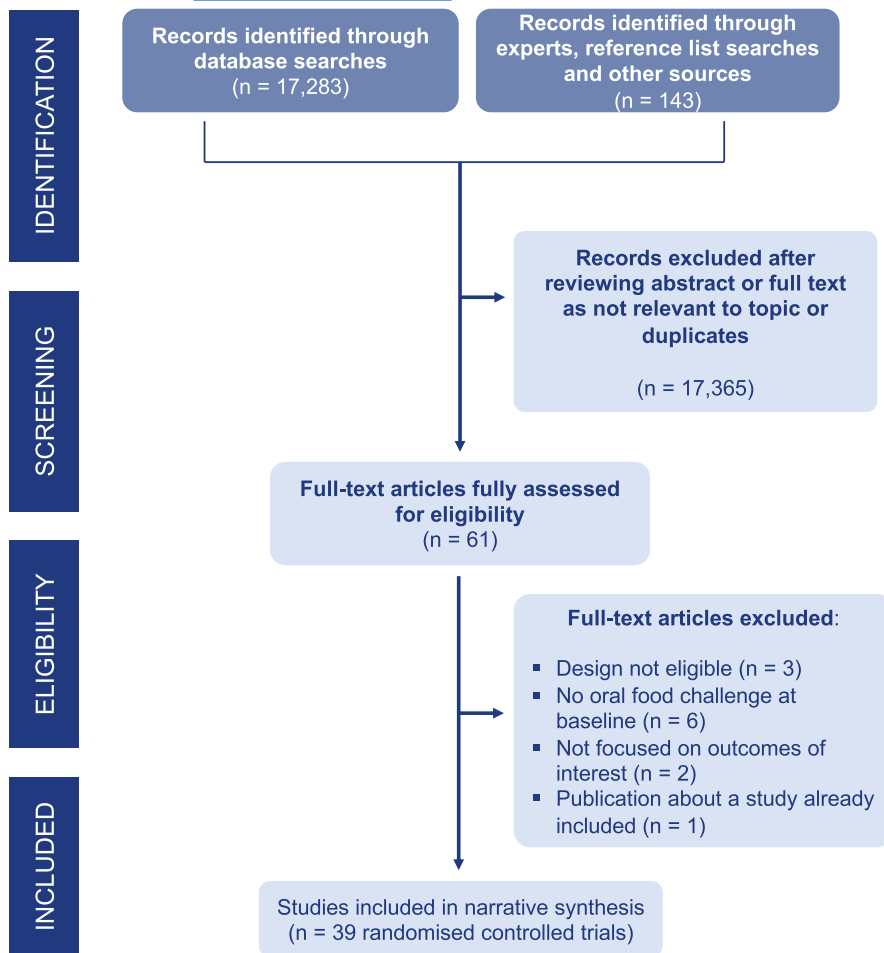 IDENTIFICATION
Records identified through
database searches
(n = 17,283)
Records identified through
experts, reference list searches
and other sources
(n = 143)
SCREENING
Records excluded after
reviewing abstract or full text
as not relevant to topic or
duplicates
(n = 17,365)
Full-text articles fully assessed
for eligibility
(n = 61)
ELIGIBILITY
Full-text articles excluded:
▪ Design not eligible (n = 3)
▪ No oral food challenge at
baseline (n = 6)
▪ Not focused on outcomes of
interest (n = 2)
▪ Publication about a study already
included (n = 1)
INCLUDED
Studies included in narrative synthesis
(n = 39 randomised controlled trials)